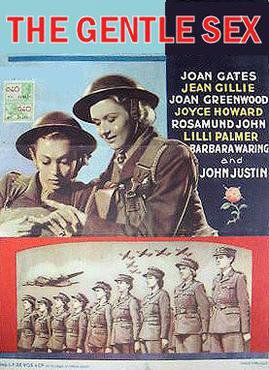 THE GENTLE SEX
JOAN GATES
JEAN GILLIE
JOAN GREENWOOD
JOYCE HOWARD
ROSAMUND JOHN
LILLI PALMER
BARBARA WARING
and
JOHN JUSTIN